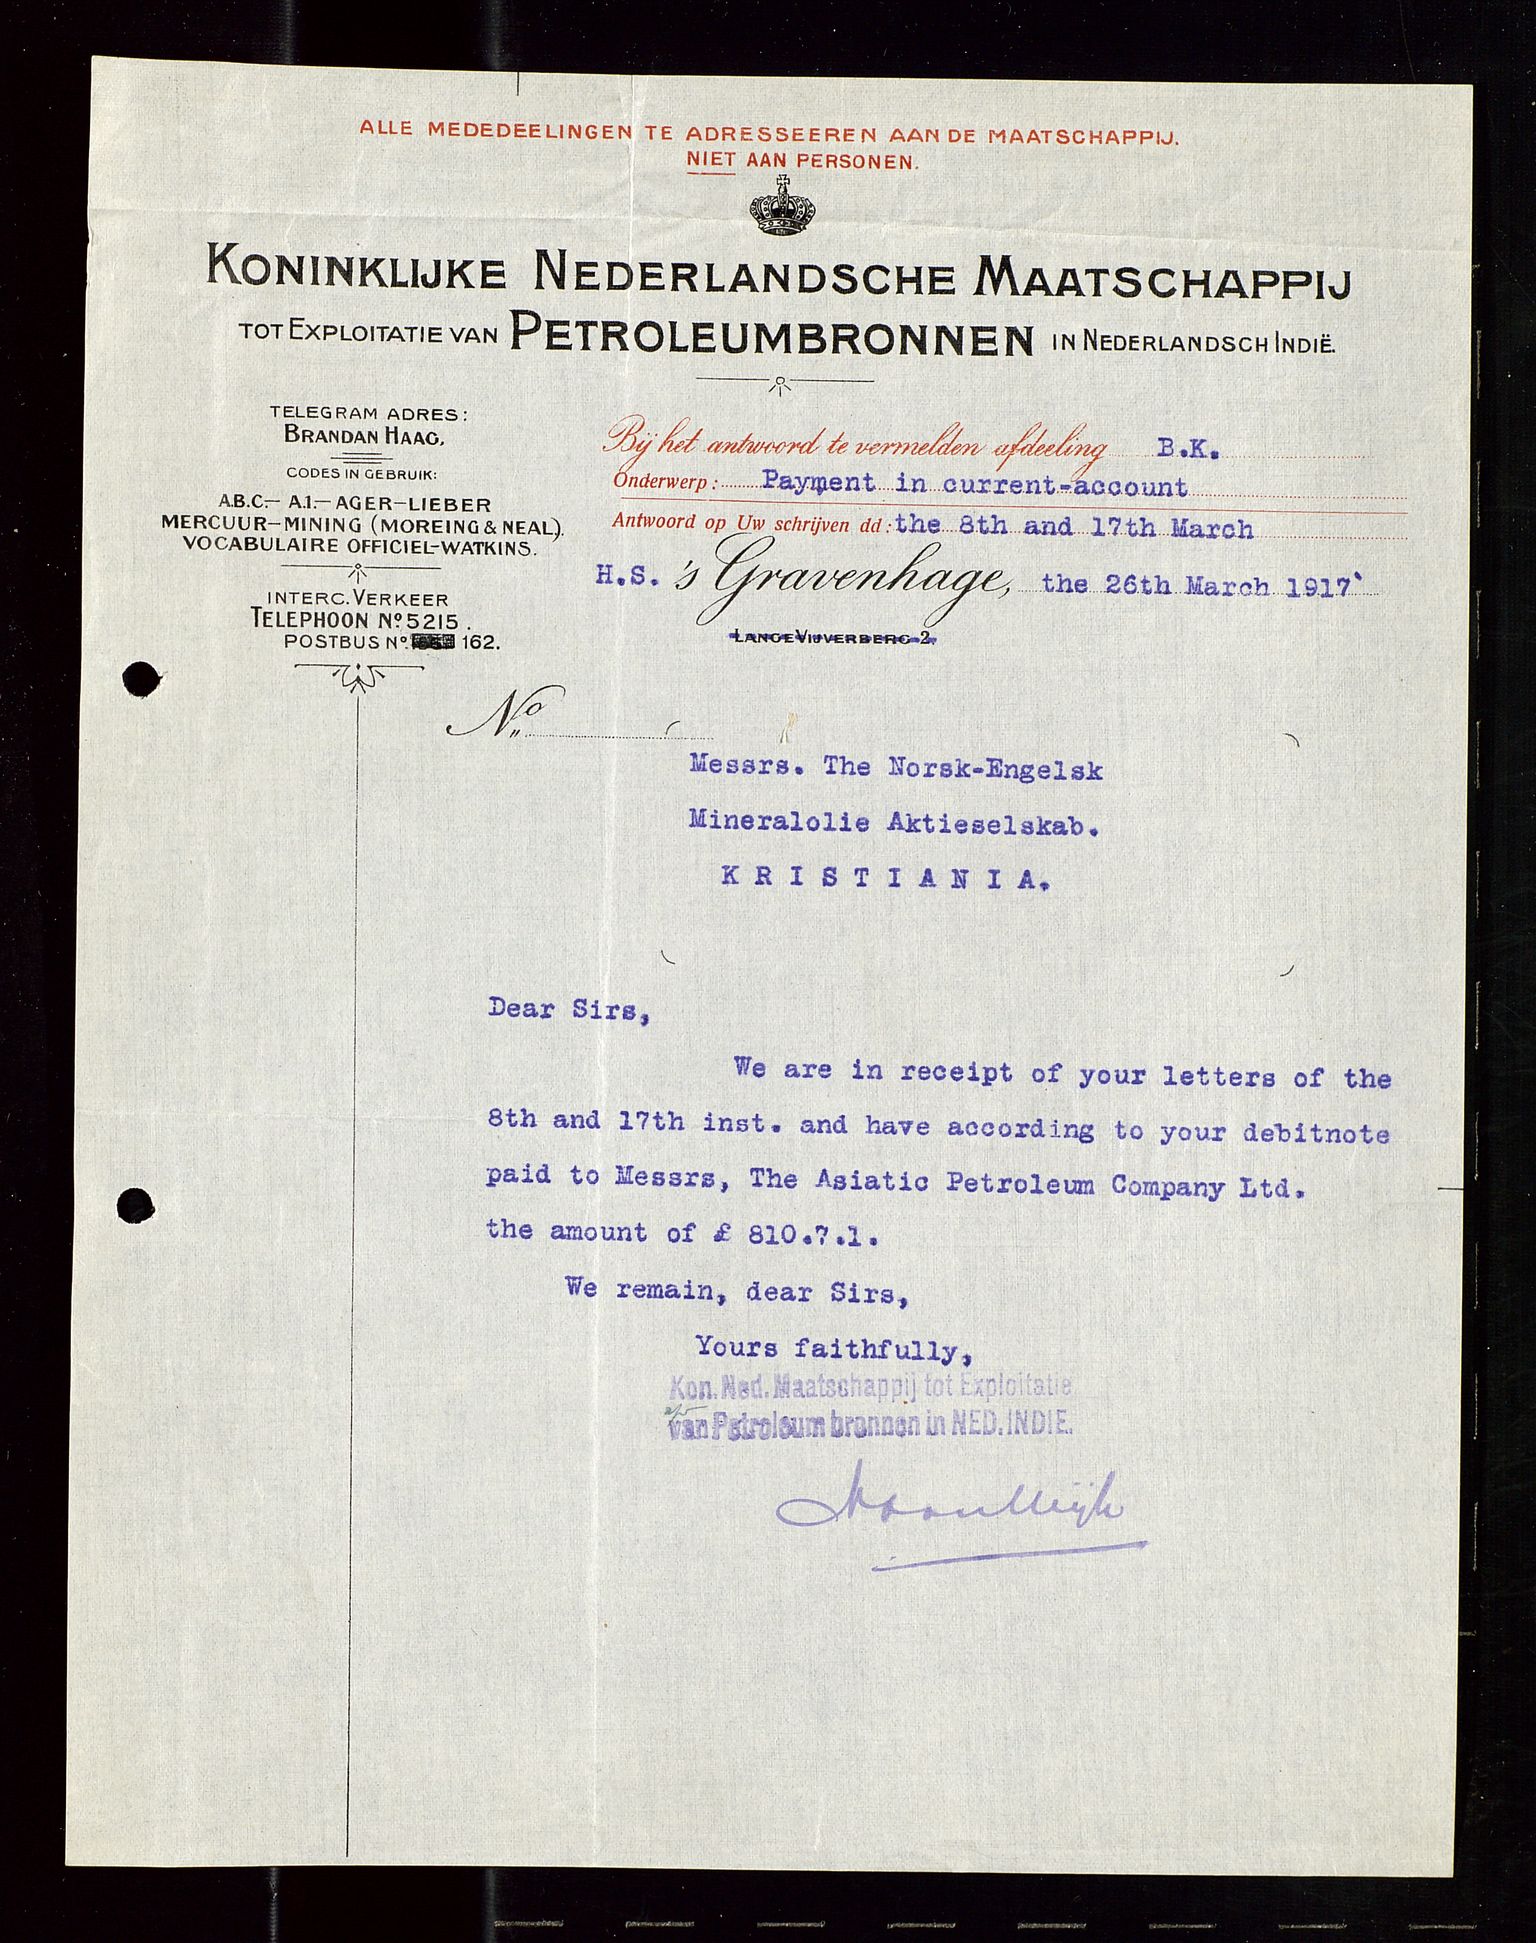 ALLE MEDEDEELINGEN TE ADRESSEEREN AAN DE MAATSCHAPPIJ.
NIET AAN PERSONEN.
KONINKLIJKE NEDERLANDSCHE MAATSCHAPPIJ
TOT EXPLOITATIE VAN PETROLEUMBRONNEN IN NEDERLANDSCH INDIË.
TELEGRAM ADRES:
BRANDAN HAAG.
CODES IN GEBRUIK:
A.B.C.- A.1.- AGER-LIEBER
MERCUUR-MINING (MOREING & NEAL).
VOCABULAIRE OFFICIEL-WATKINS.
INTERC. VERKEER
TELEPHOON No. 5215.
POSTBUS No. 162.
Bij het antwoord te vermelden afdeeling B.K.
Onderwerp: Payment in current-account
Antwoord op Uw schrijven dd: the 8th and 17th March
H.S. 's Gravenhage, the 26th March 1917
LANGE VIJVERBERG 2.
No.
Messrs. The Norsk-Engelsk
Mineralolie Aktieselskab.
K R I S T I A N I A.
Dear Sirs,
We are in receipt of your letters of the
8th and 17th inst. and have according to your debitnote
paid to Messrs, The Asiatic Petroleum Company Ltd.
the amount of £ 810.7.1.
We remain, dear Sirs,
Yours faithfully,
Kon. Ned. Maatschappij tot Exploitatie
van Petroleumbronnen in NED. INDIE.